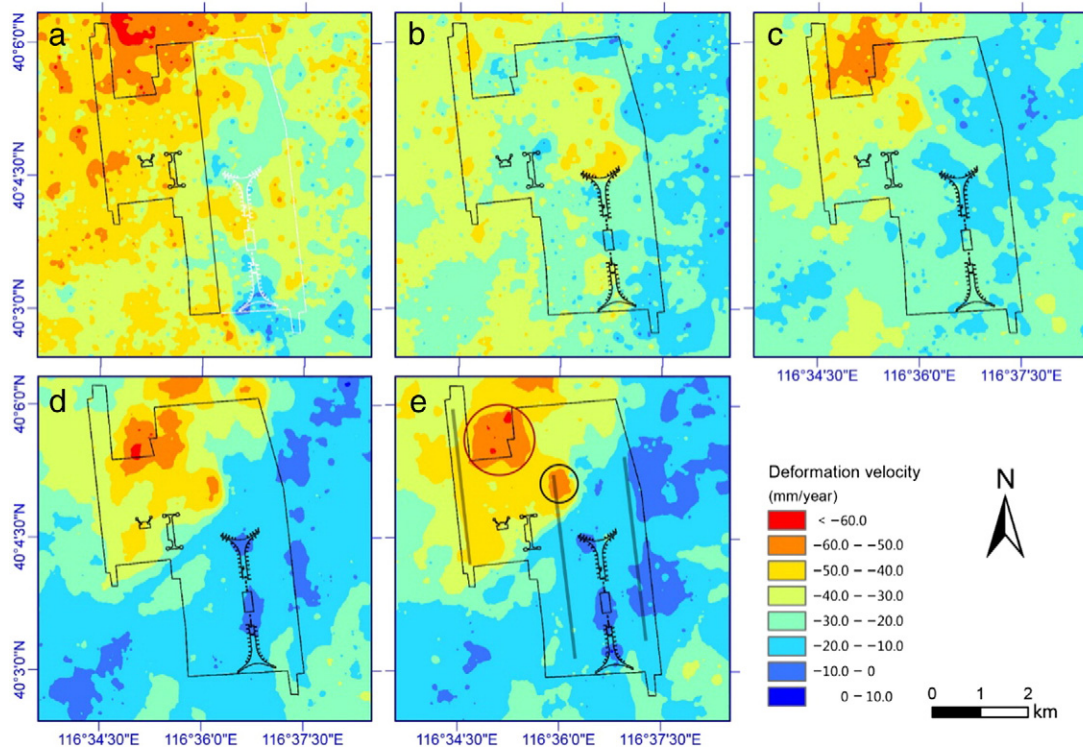 a
b
c
40°6'0"N
40°4'30"N
40°3'0"N
116°34'30"E
116°36'0"E
116°37'30"E
d
e
40°6'0"N
40°4'30"N
40°3'0"N
116°34'30"E
116°36'0"E
116°37'30"E
116°34'30"E
116°36'0"E
116°37'30"E
Deformation velocity
(mm/year)
< −60.0
−60.0 – −50.0
−50.0 – −40.0
−40.0 – −30.0
−30.0 – −20.0
−20.0 – −10.0
−10.0 – 0
0 –10.0
N
0 1 2
km